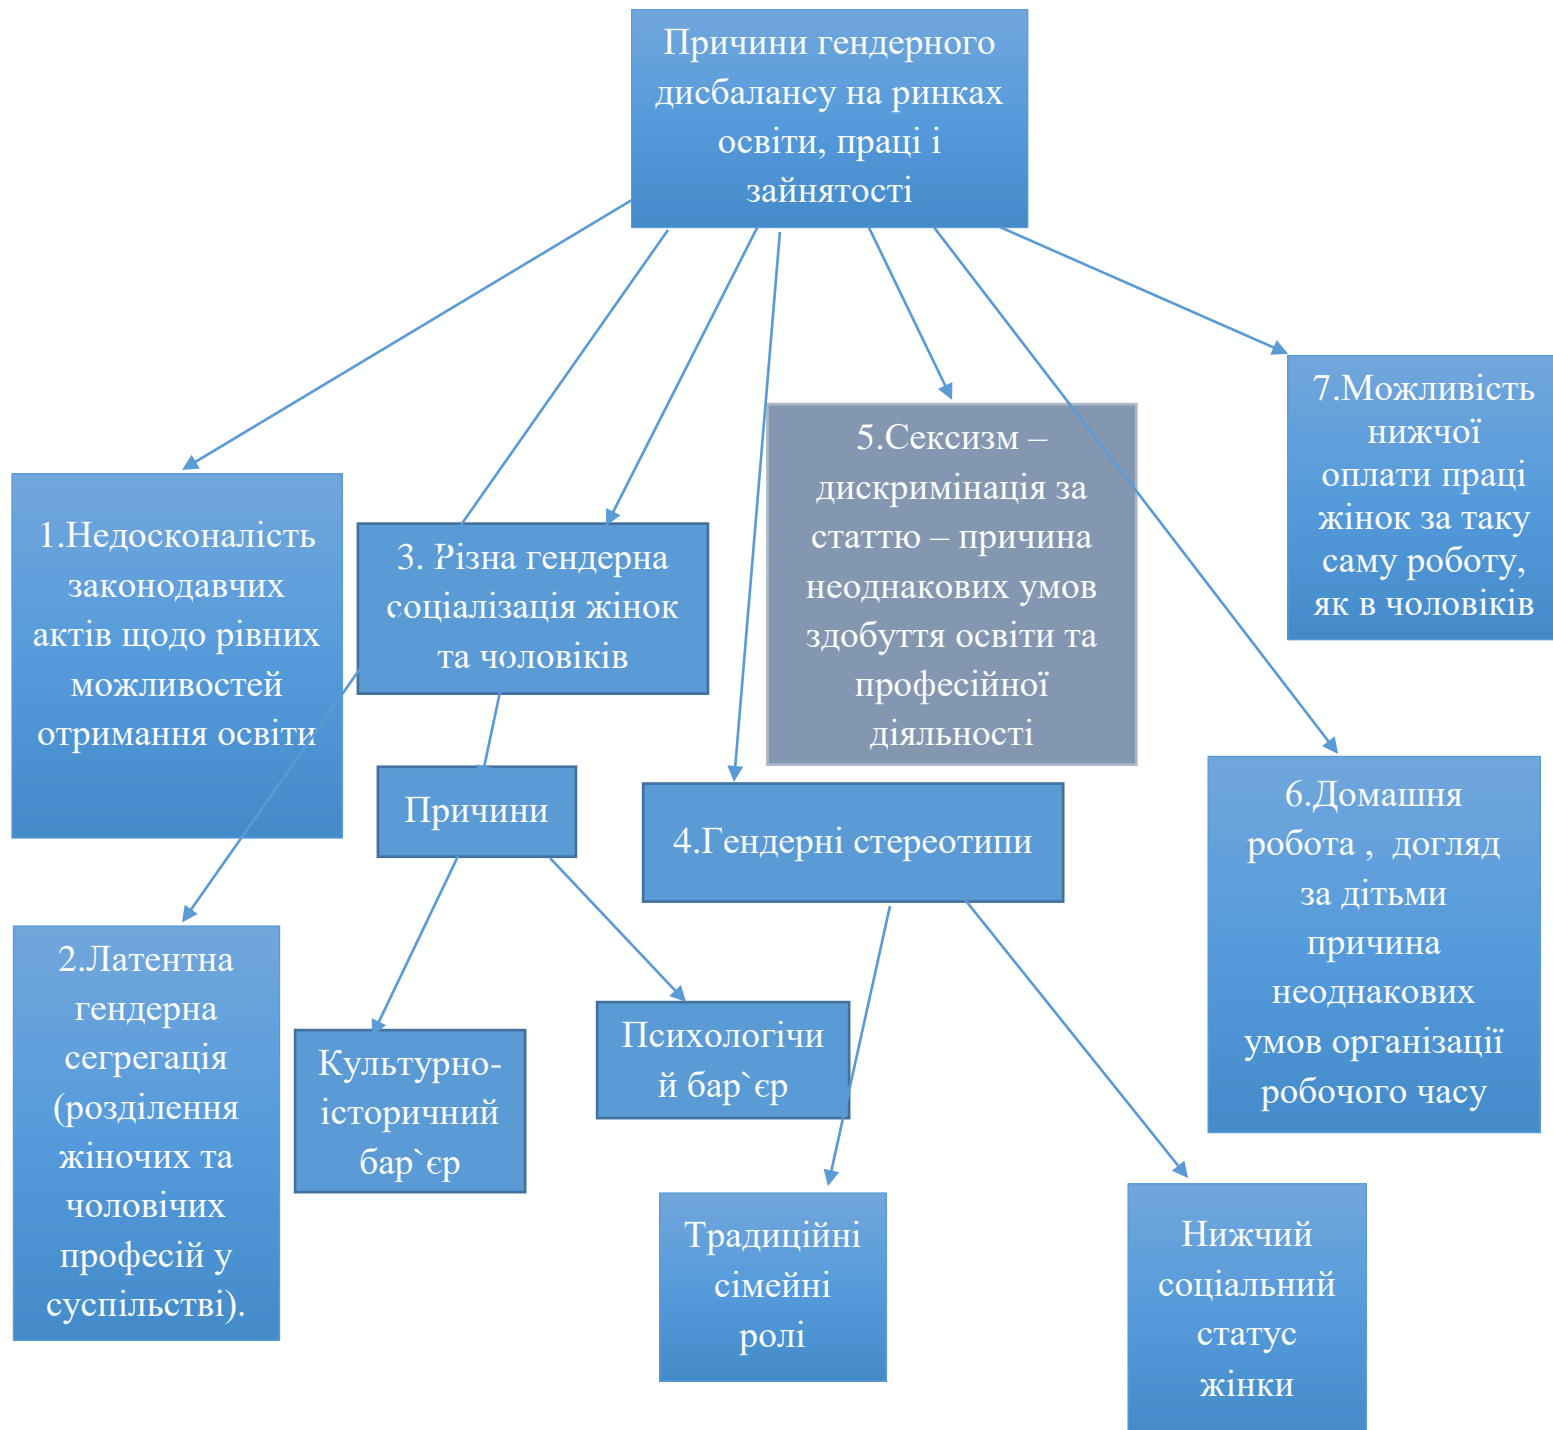 Причини гендерного
дисбалансу на ринках
освіти, праці і
зайнятості
1.Недосконалість
законодавчих
актів щодо рівних
можливостей
отримання освіти
2.Латентна
гендерна
сегрегація
(розділення
жіночих та
чоловічих
професій у
суспільстві).
3. Різна гендерна
соціалізація жінок
та чоловіків
Причини
Культурно-
історичний
бар`єр
Психологічи
й бар`єр
4.Гендерні стереотипи
Традиційні
сімейні
ролі
Нижчий
соціальний
статус
жінки
5.Сексизм –
дискримінація за
статтю – причина
неоднакових умов
здобуття освіти та
професійної
діяльності
6.Домашня
робота , догляд
за дітьми
причина
неоднакових
умов організації
робочого часу
7.Можливість
нижчої
оплати праці
жінок за таку
саму роботу,
як в чоловіків